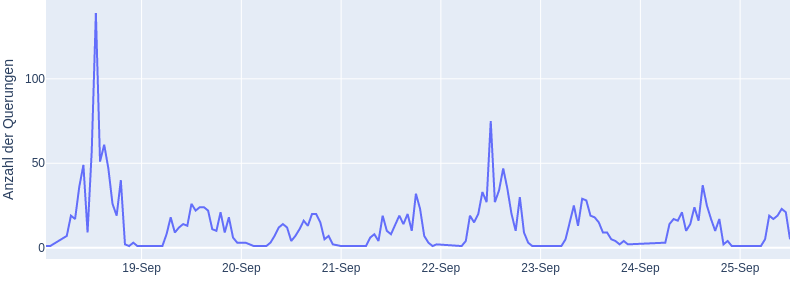 Anzahl der Querungen
100
50
0
19-Sep
20-Sep
21-Sep
22-Sep
23-Sep
24-Sep
25-Sep